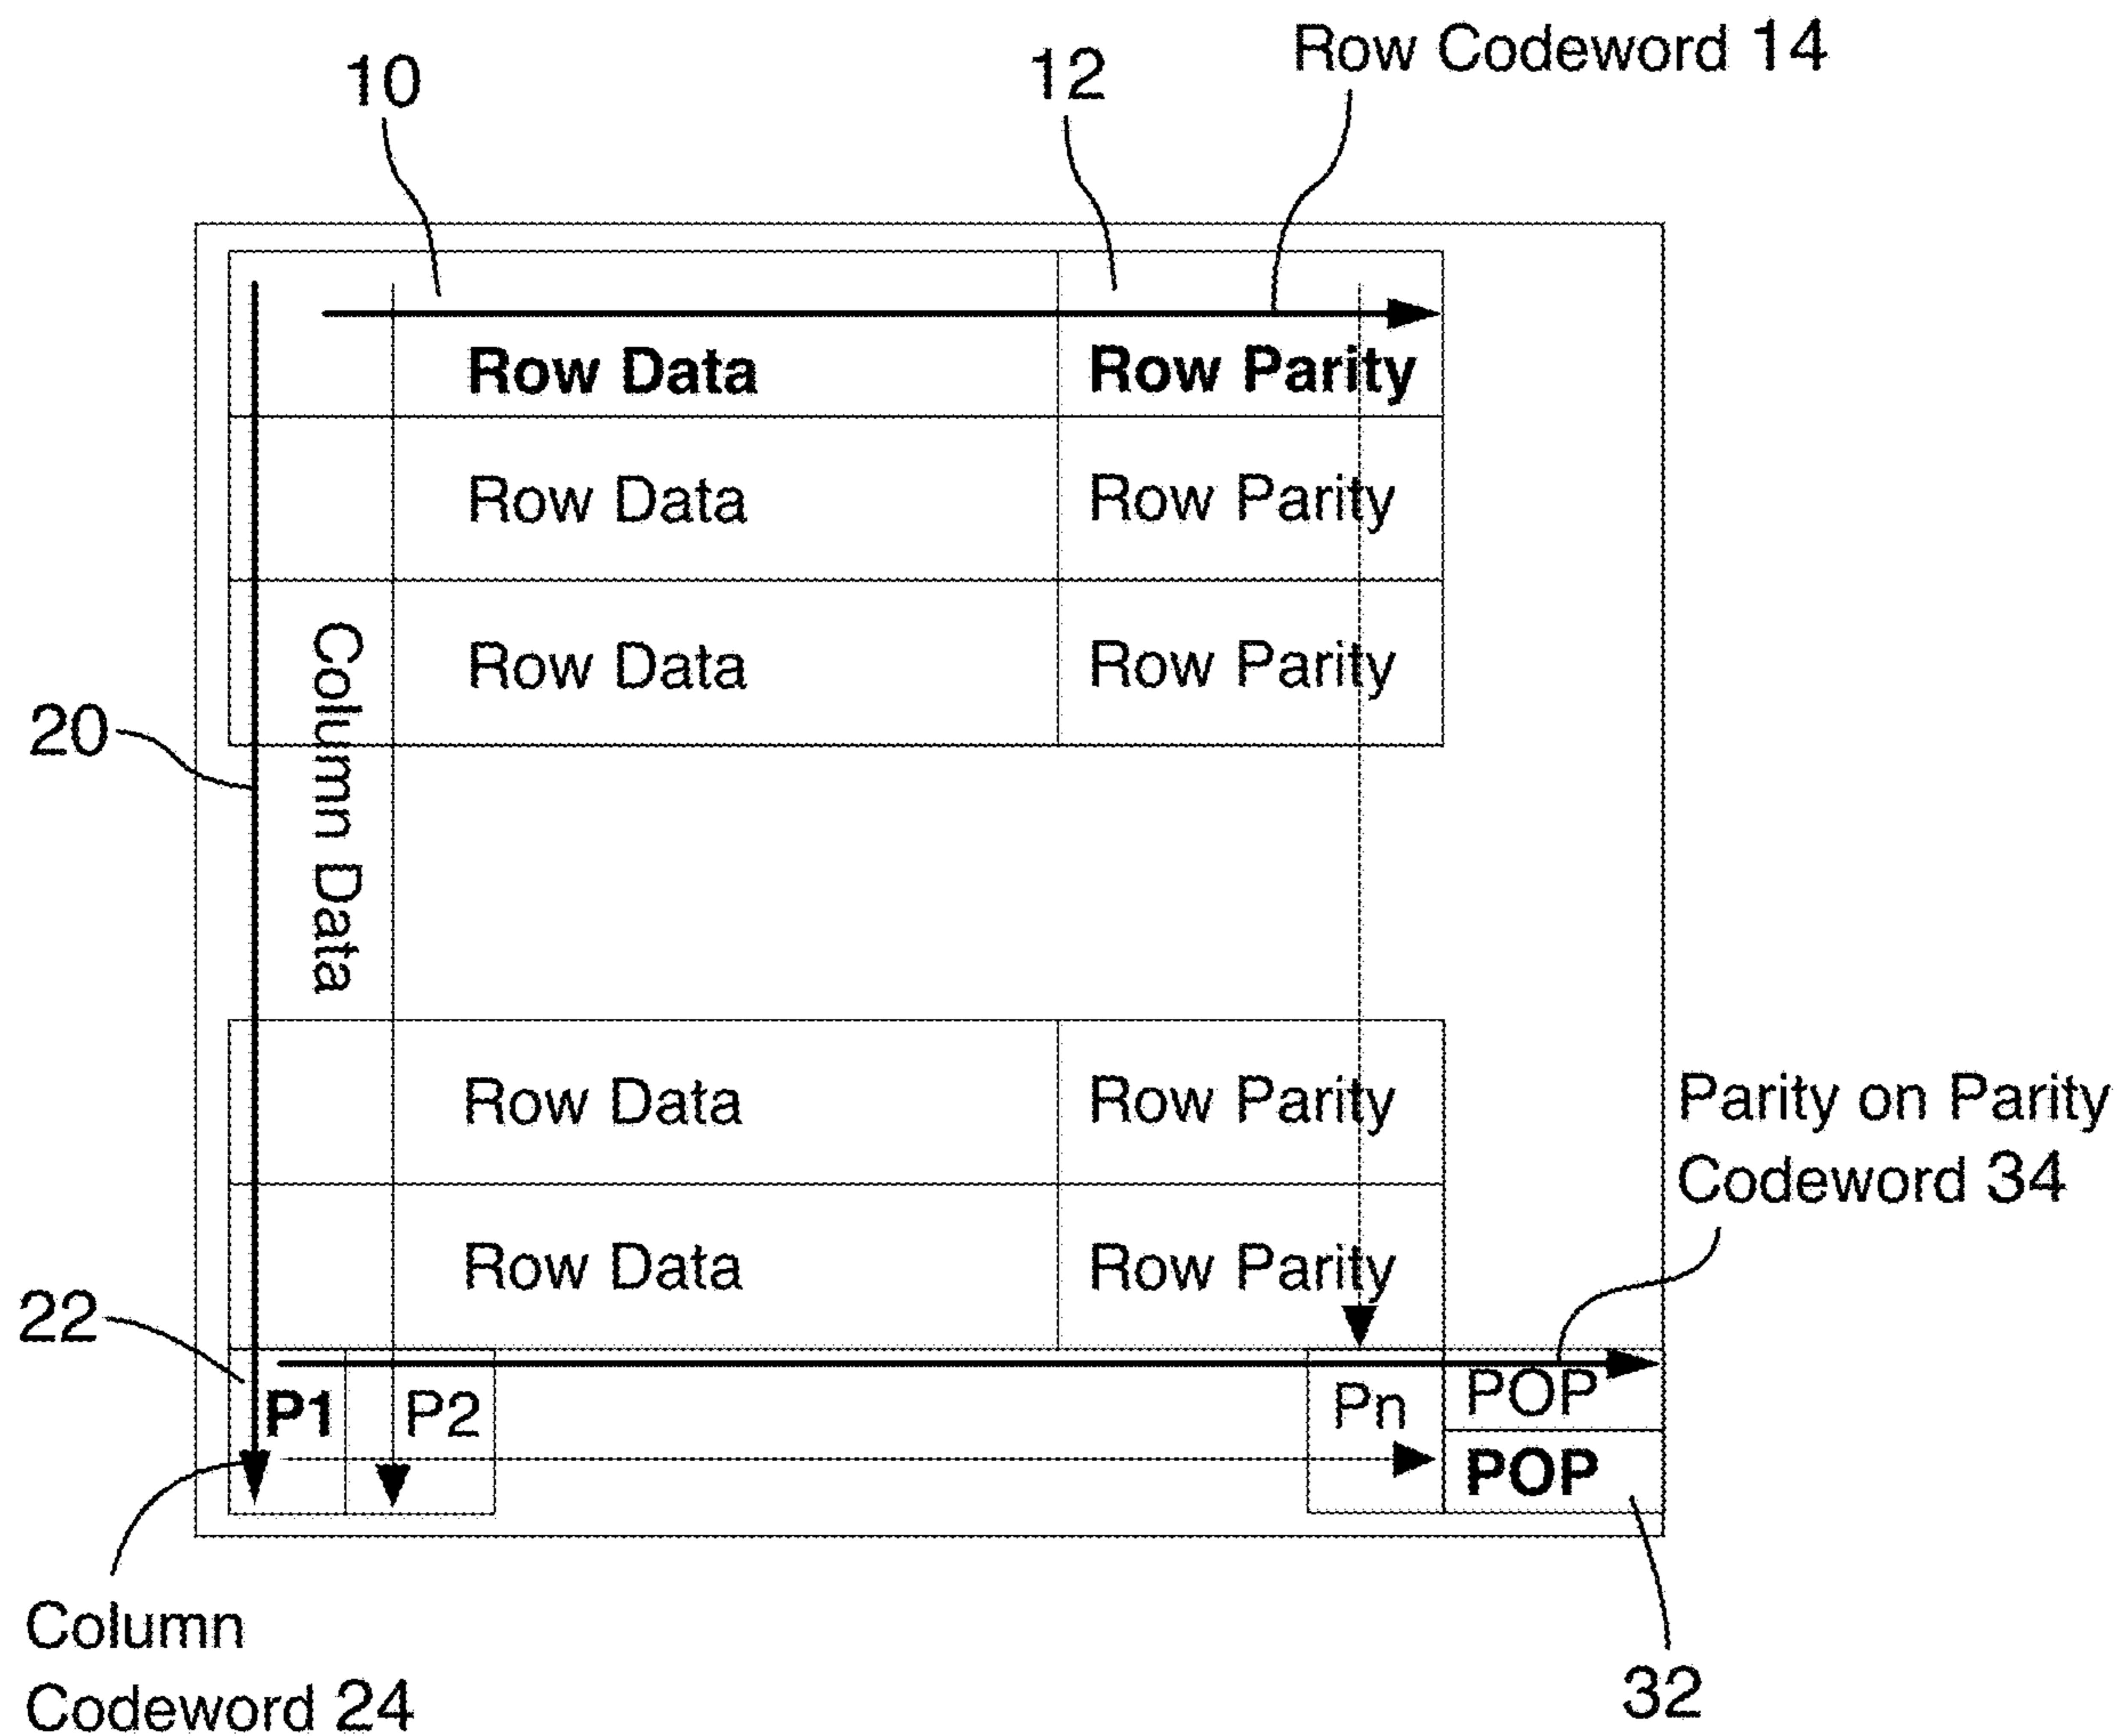 10
12
Row Codeword 14
Row Data
Row Parity
Row Data
Row Parity
Row Data
Row Parity
20
Column Data
Row Data
Row Parity
Parity on Parity
Codeword 34
Row Data
Row Parity
22
P1
P2
Pn
POP
POP
Column
Codeword 24
32